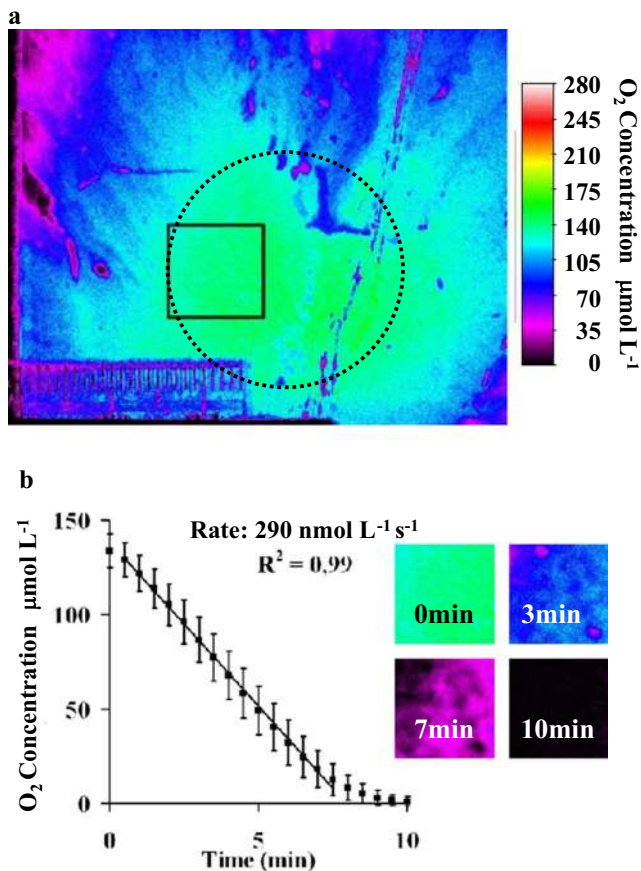 a
280
245
210
175
140
105
70
35
0
O₂ Concentration µmol L⁻¹
b
Rate: 290 nmol L⁻¹ s⁻¹
R² = 0,99
150
100
50
0
O₂ Concentration µmol L⁻¹
0 5 10
Time (min)
0min 3min
7min 10min